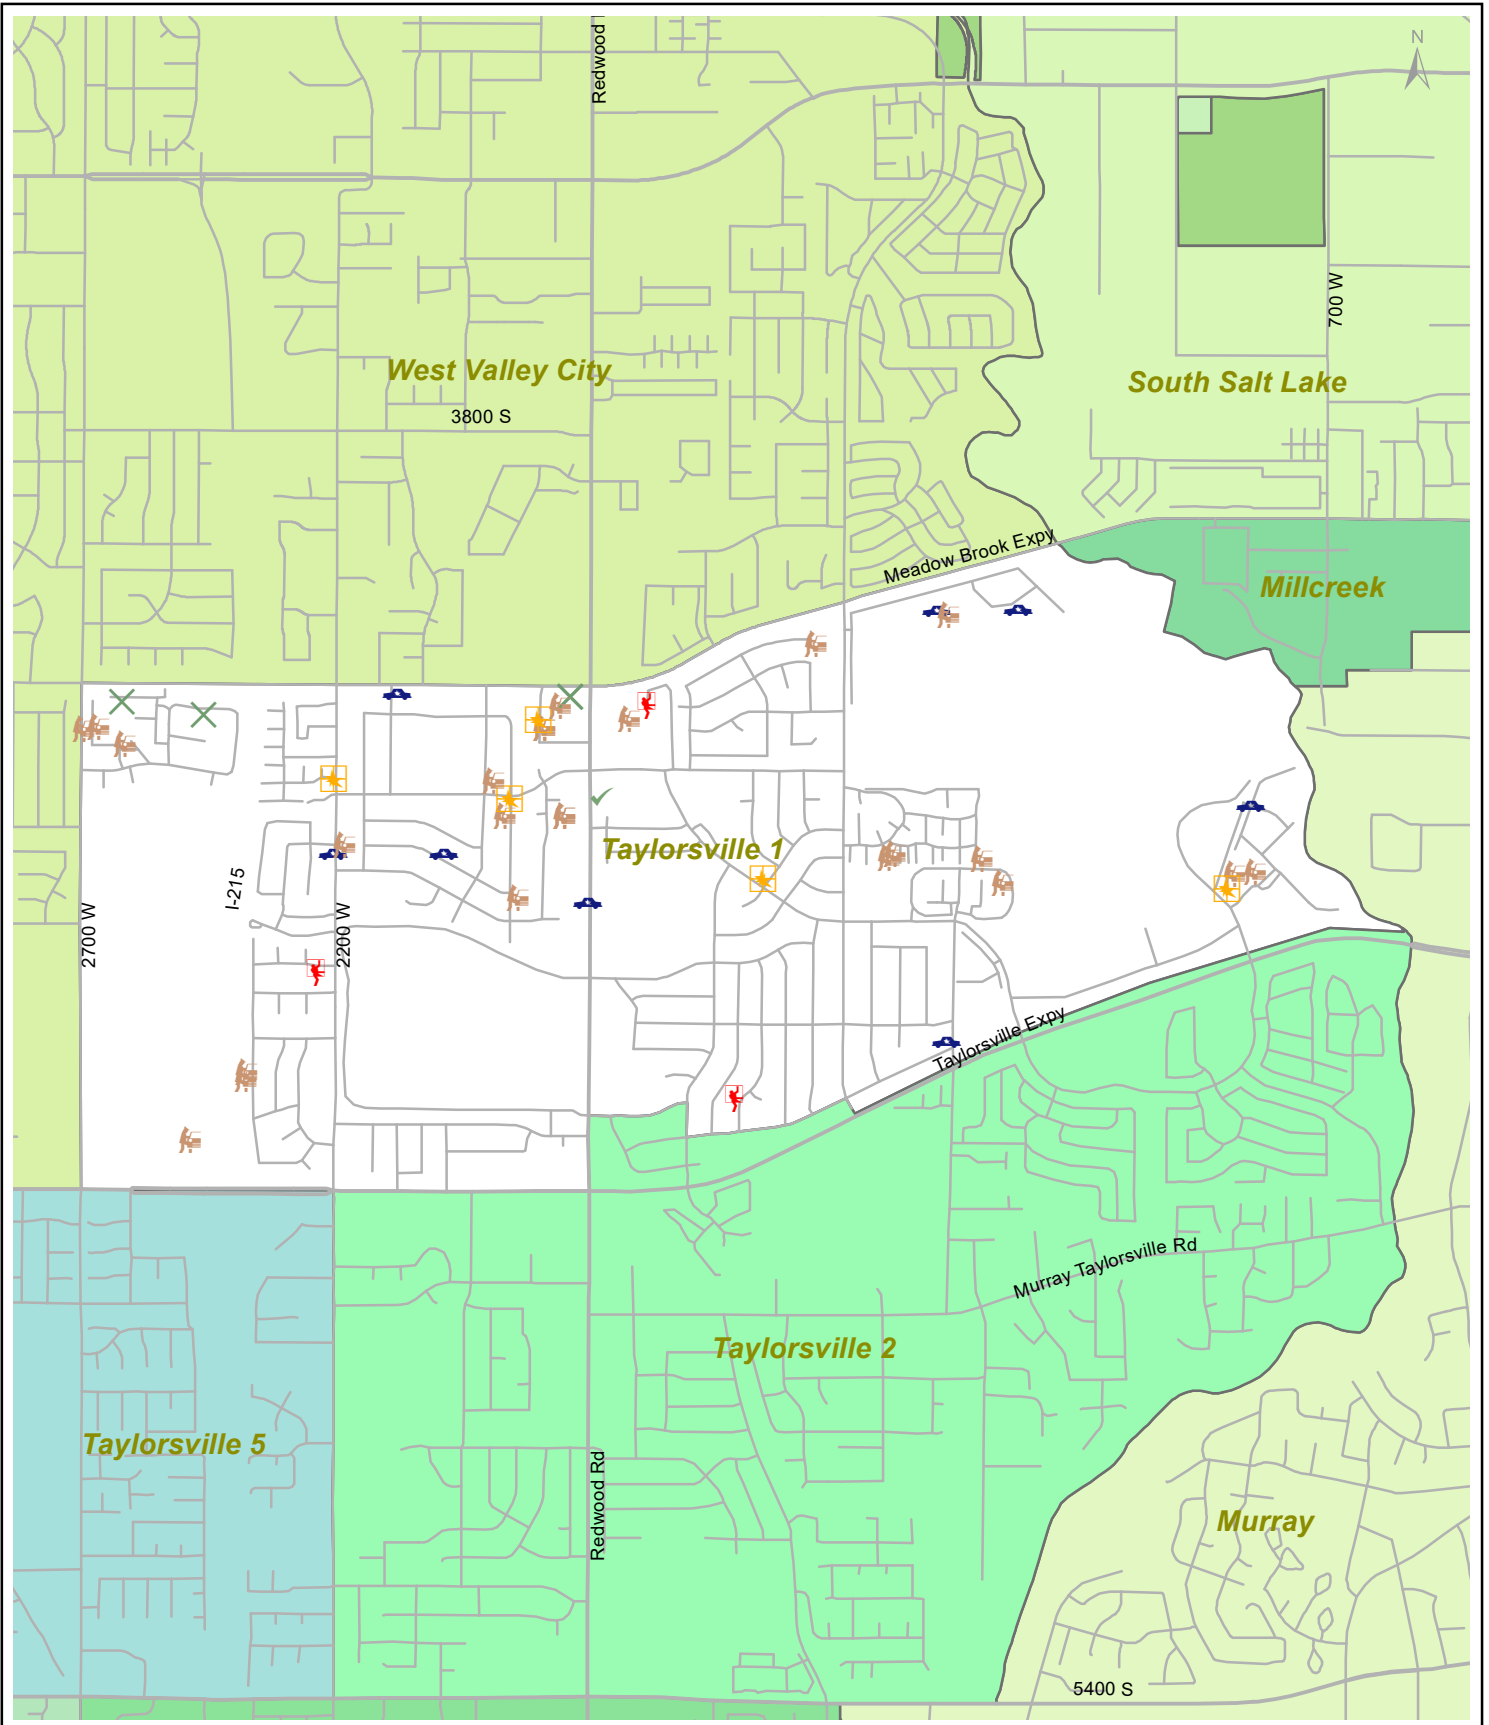 Redwood
N
700 W
West Valley City
South Salt Lake
3800 S
Meadow Brook Expy
Millcreek
Taylorsville 1
I-215
2700 W
2200 W
Taylorsville Expy
Murray Taylorsville Rd
Taylorsville 2
Taylorsville 5
Redwood Rd
Murray
5400 S